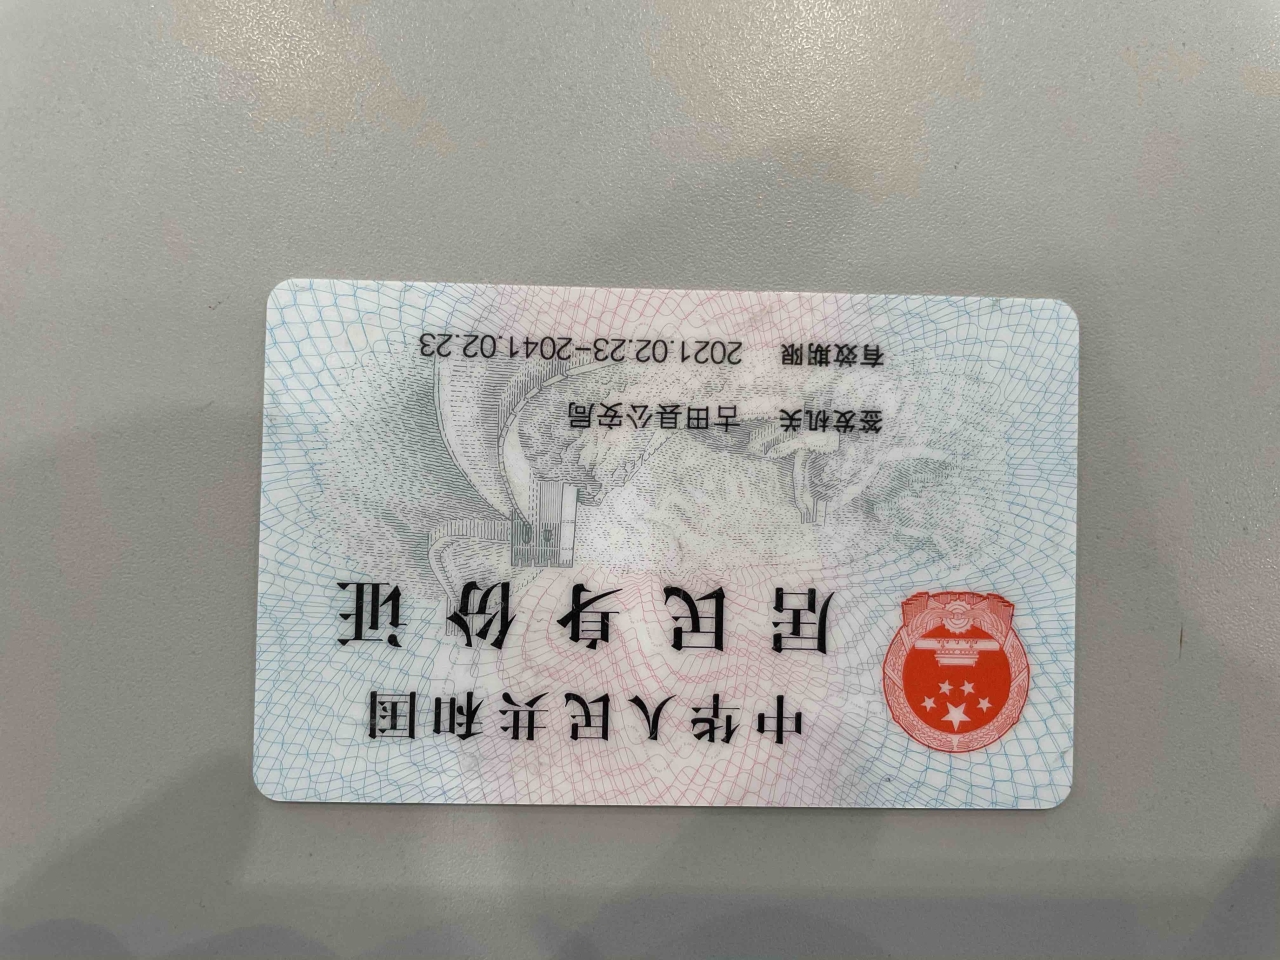 中华人民共和国
居民身份证
签发机关 古田县公安局
有效期限 2021.02.23-2041.02.23